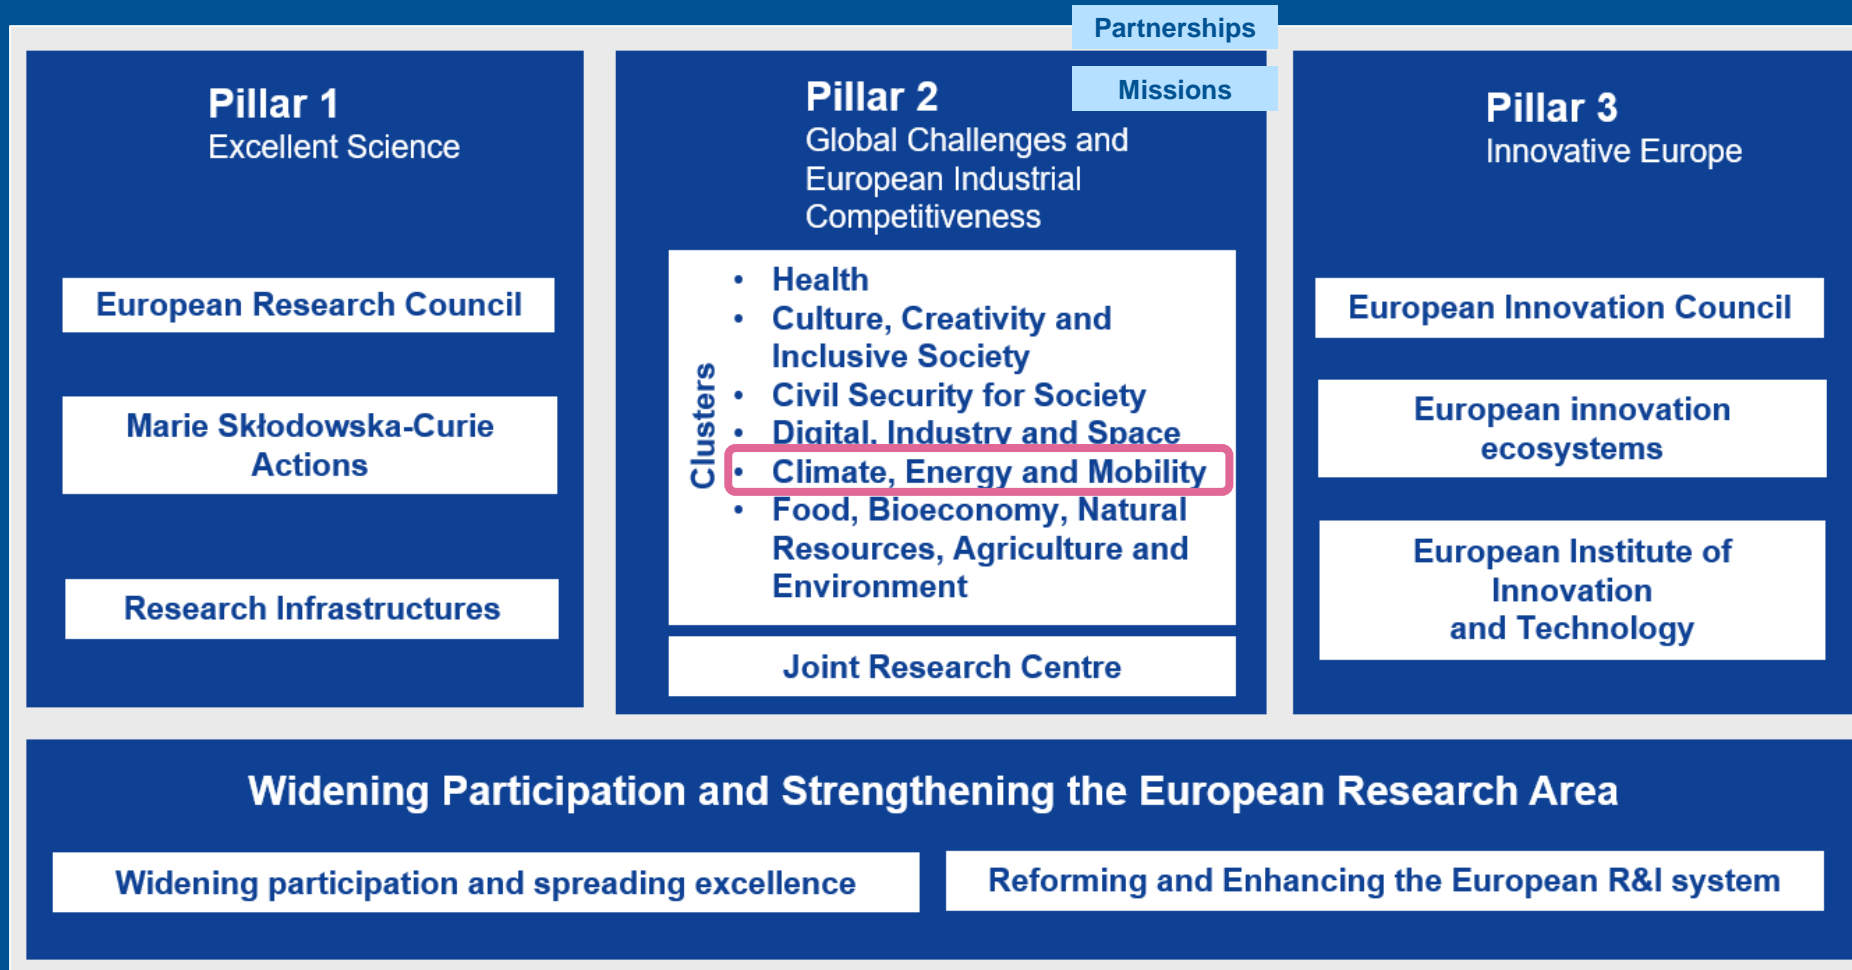 Partnerships
Missions
Pillar 1
Excellent Science
European Research Council
Marie Skłodowska-Curie
Actions
Research Infrastructures
Pillar 2
Global Challenges and
European Industrial
Competitiveness
Clusters
• Health
• Culture, Creativity and
Inclusive Society
• Civil Security for Society
• Digital, Industry and Space
• Climate, Energy and Mobility
• Food, Bioeconomy, Natural
Resources, Agriculture and
Environment
Joint Research Centre
Pillar 3
Innovative Europe
European Innovation Council
European innovation
ecosystems
European Institute of
Innovation
and Technology
Widening Participation and Strengthening the European Research Area
Widening participation and spreading excellence
Reforming and Enhancing the European R&I system